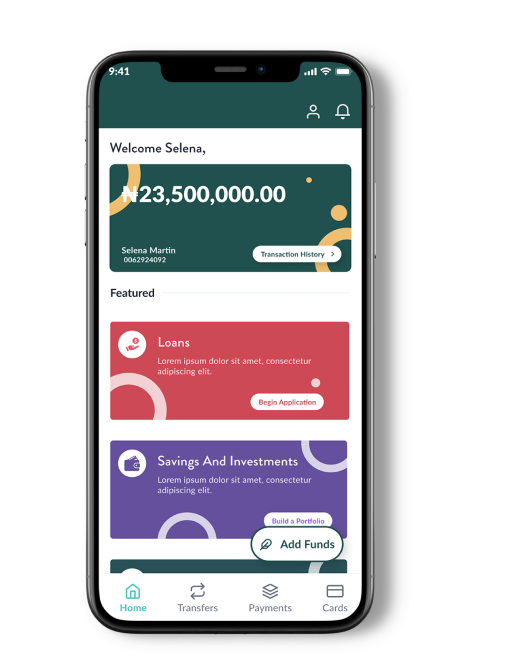 9:41
Welcome Selena,
₦23,500,000.00
Selena Martin
0062924092
Transaction History
Featured
Loans
Lorem ipsum dolor sit amet, consectetur
adipiscing elit.
Begin Application
Savings And Investments
Lorem ipsum dolor sit amet, consectetur
adipiscing elit.
Build a Portfolio
Add Funds
Home
Transfers
Payments
Cards